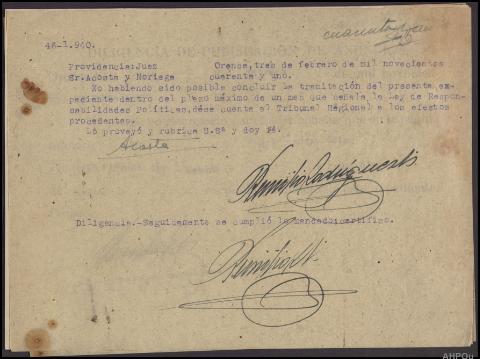 46-1.940.
Providencia:Juez Orense, tres de febrero de mil novecientos
Sr.Acosta y Noriega cuarenta y uno.
No habiendo sido posible concluir la tramitación del presente ex-
pediente dentro del plazo máximo de un mes que señala la Ley de Respon-
sabilidades Políticas,dése cuenta al Tribunal Regional a los efectos
procedentes.
Lo proveyó y rubrica S.Sª y doy fé.
Acosta
Diligencia.-Seguidamente se cumplió lo mandado:certifico.
AHPOu